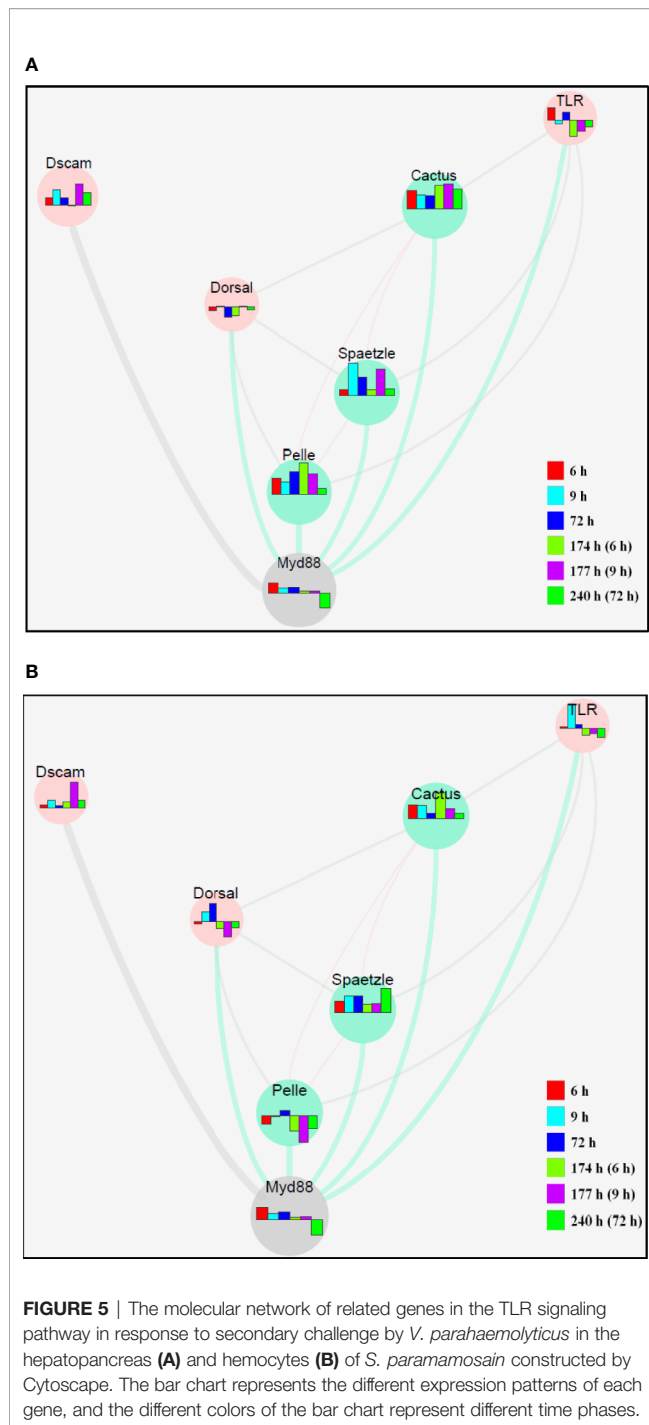 A
TLR
Dscam
Cactus
Dorsal
Spaetzle
Pelle
Myd88
6 h
9 h
72 h
174 h (6 h)
177 h (9 h)
240 h (72 h)
B
TLR
Dscam
Cactus
Dorsal
Spaetzle
Pelle
Myd88
6 h
9 h
72 h
174 h (6 h)
177 h (9 h)
240 h (72 h)
FIGURE 5 | The molecular network of related genes in the TLR signaling
pathway in response to secondary challenge by V. parahaemolyticus in the
hepatopancreas (A) and hemocytes (B) of S. paramamosain constructed by
Cytoscape. The bar chart represents the different expression patterns of each
gene, and the different colors of the bar chart represent different time phases.